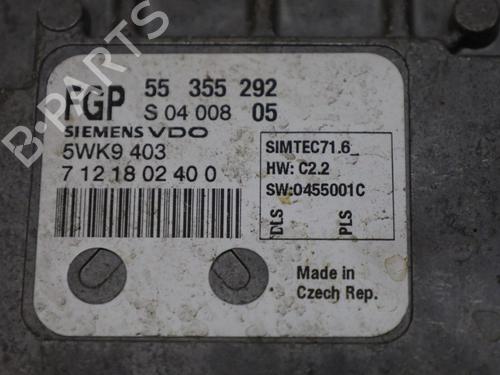 B-PARTS
FGP 55 355 292
S 04 008 05
SIEMENS VDO
5WK9 403
7 12 18 02 40 0
SIMTEC71.6_
HW: C2.2
SW:0455001C
DLS
PLS
Made in
Czech Rep.